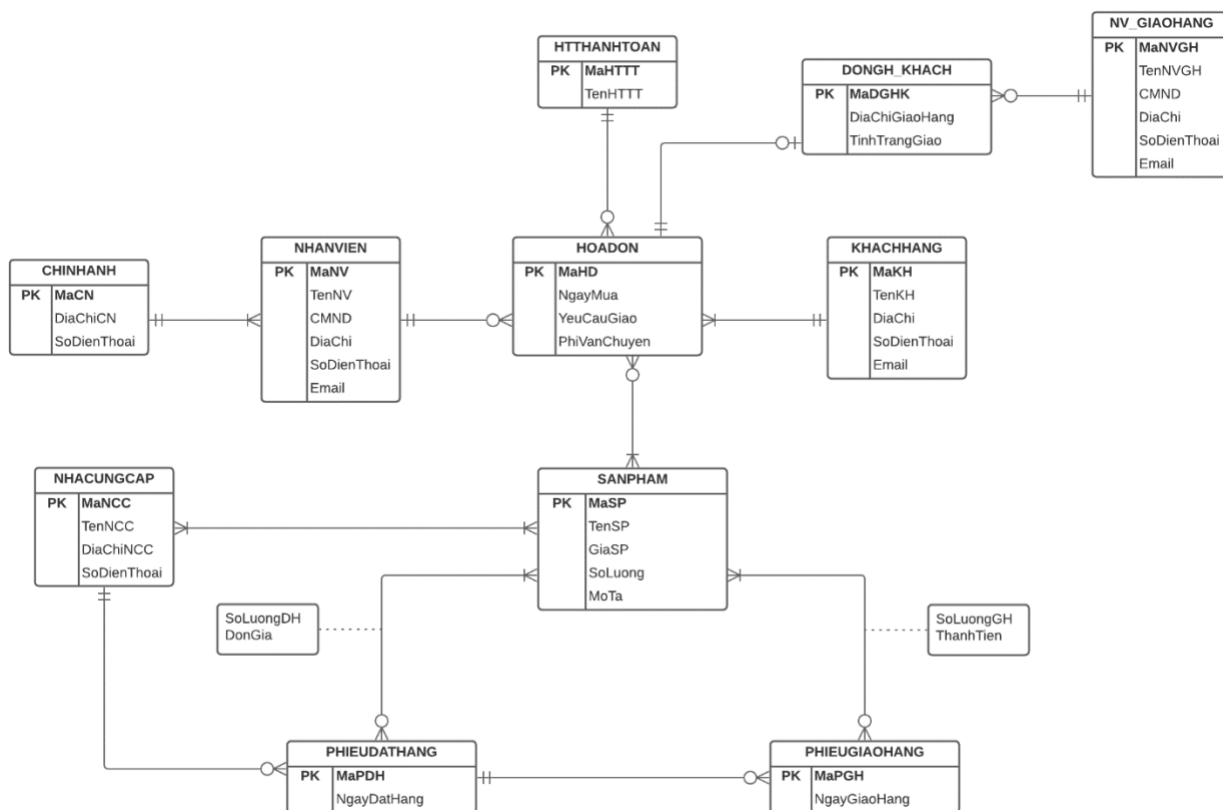 HTTHANHTOAN
PK MaHTTT
TenHTTT
DONGH_KHACH
PK MaDGHK
DiaChiGiaoHang
TinhTrangGiao
NV_GIAOHANG
PK MaNVGH
TenNVGH
CMND
DiaChi
SoDienThoai
Email
CHINHANH
PK MaCN
DiaChiCN
SoDienThoai
NHANVIEN
PK MaNV
TenNV
CMND
DiaChi
SoDienThoai
Email
HOADON
PK MaHD
NgayMua
YeuCauGiao
PhiVanChuyen
KHACHHANG
PK MaKH
TenKH
DiaChi
SoDienThoai
Email
NHACUNGCAP
PK MaNCC
TenNCC
DiaChiNCC
SoDienThoai
SANPHAM
PK MaSP
TenSP
GiaSP
SoLuong
MoTa
SoLuongDH
DonGia
SoLuongGH
ThanhTien
PHIEUDATHANG
PK MaPDH
NgayDatHang
PHIEUGIAOHANG
PK MaPGH
NgayGiaoHang